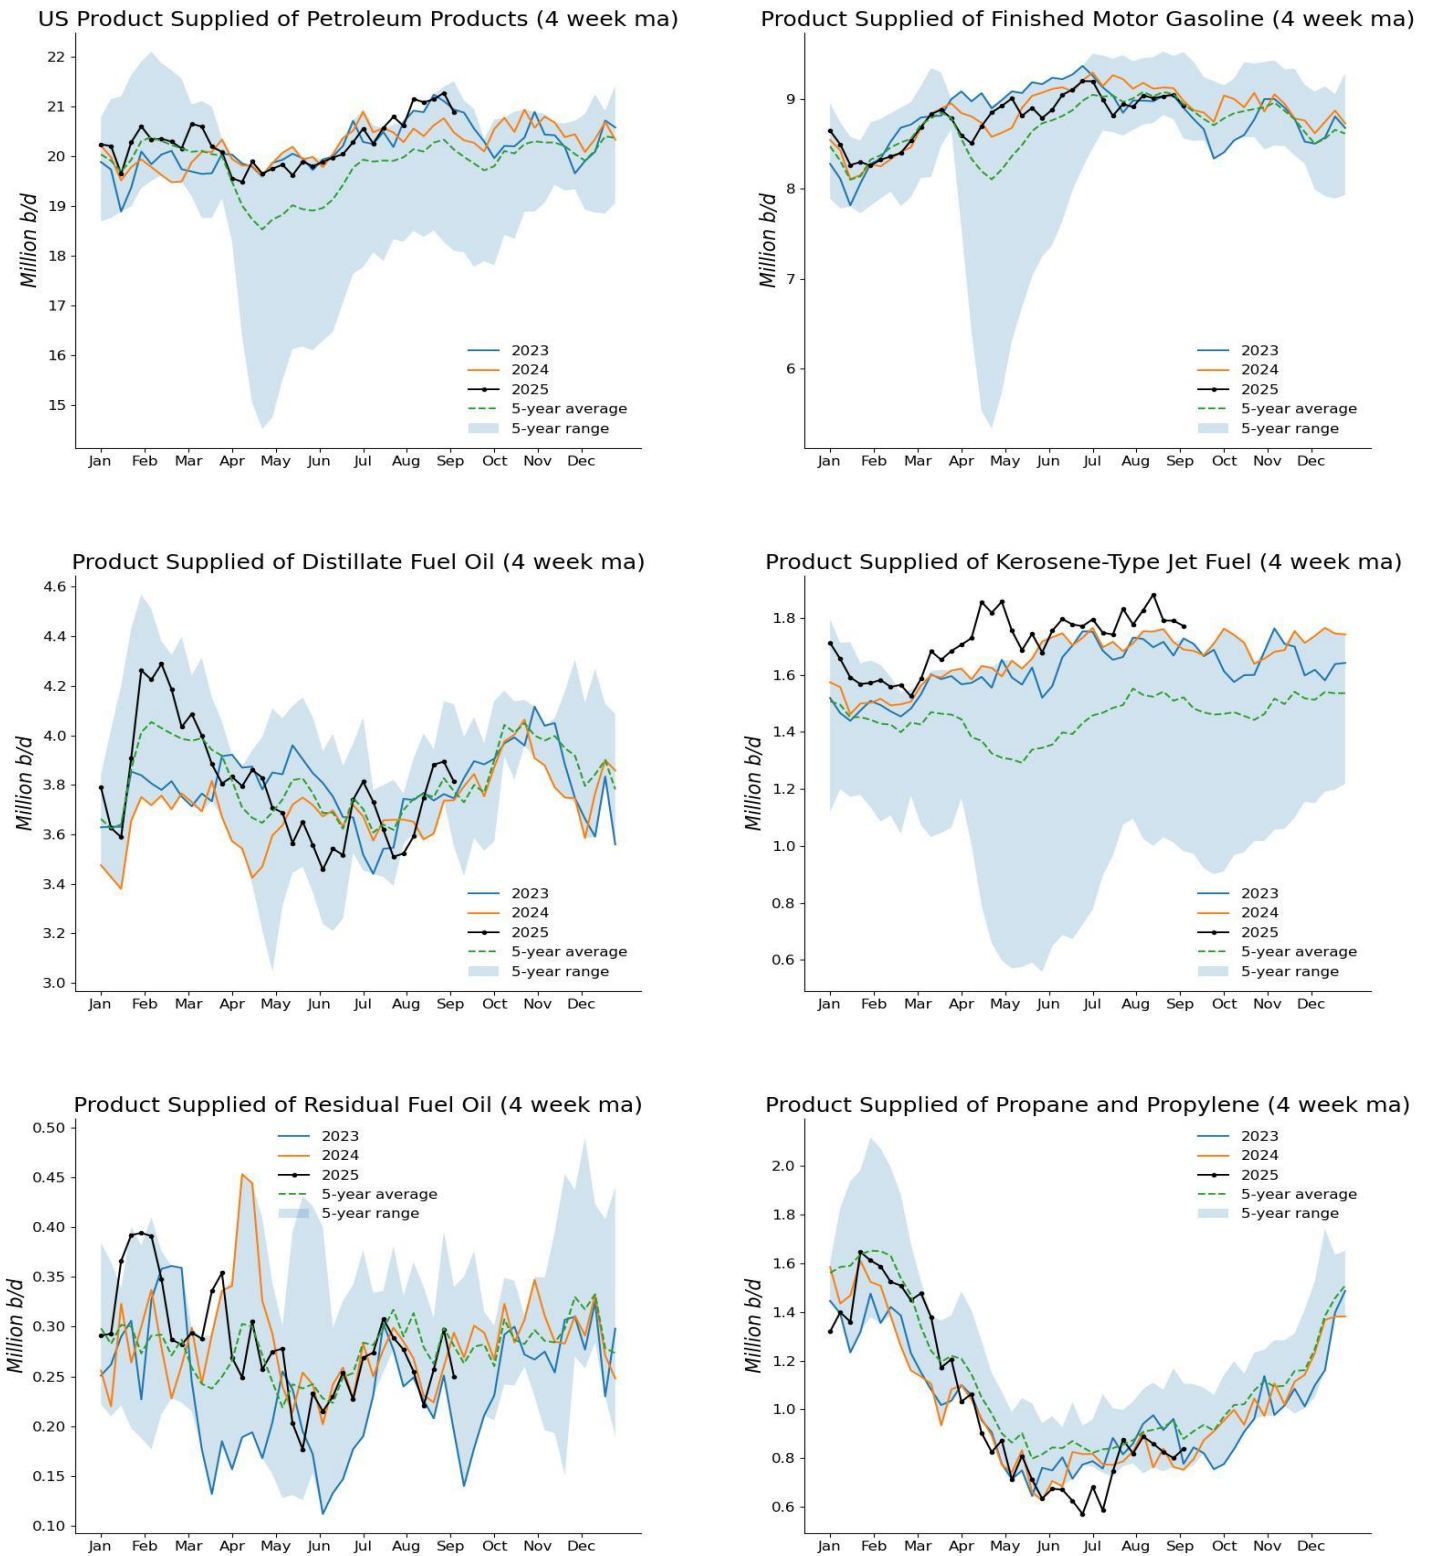 US Product Supplied of Petroleum Products (4 week ma)
Million b/d
22
21
20
19
18
17
16
15
2023
2024
2025
5-year average
5-year range
Jan Feb Mar Apr May Jun Jul Aug Sep Oct Nov Dec
Product Supplied of Finished Motor Gasoline (4 week ma)
Million b/d
9
8
7
6
2023
2024
2025
5-year average
5-year range
Jan Feb Mar Apr May Jun Jul Aug Sep Oct Nov Dec
Product Supplied of Distillate Fuel Oil (4 week ma)
Million b/d
4.6
4.4
4.2
4.0
3.8
3.6
3.4
3.2
3.0
2023
2024
2025
5-year average
5-year range
Jan Feb Mar Apr May Jun Jul Aug Sep Oct Nov Dec
Product Supplied of Kerosene-Type Jet Fuel (4 week ma)
Million b/d
1.8
1.6
1.4
1.2
1.0
0.8
0.6
2023
2024
2025
5-year average
5-year range
Jan Feb Mar Apr May Jun Jul Aug Sep Oct Nov Dec
Product Supplied of Residual Fuel Oil (4 week ma)
Million b/d
0.50
0.45
0.40
0.35
0.30
0.25
0.20
0.15
0.10
2023
2024
2025
5-year average
5-year range
Jan Feb Mar Apr May Jun Jul Aug Sep Oct Nov Dec
Product Supplied of Propane and Propylene (4 week ma)
Million b/d
2.0
1.8
1.6
1.4
1.2
1.0
0.8
0.6
2023
2024
2025
5-year average
5-year range
Jan Feb Mar Apr May Jun Jul Aug Sep Oct Nov Dec